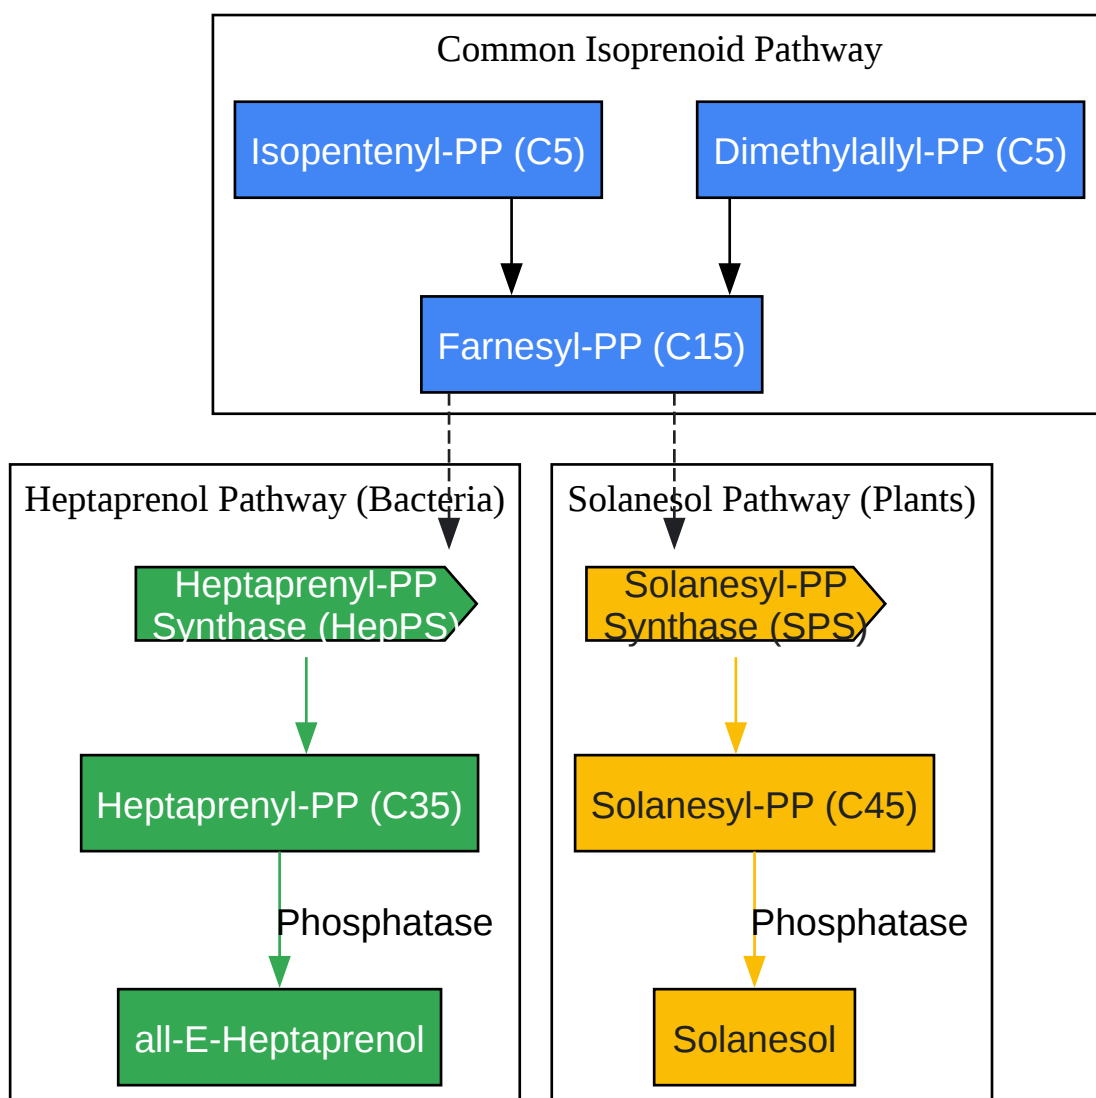 Common Isoprenoid Pathway
Isopentenyl-PP (C5)
Dimethylallyl-PP (C5)
Farnesyl-PP (C15)
Heptaprenol Pathway (Bacteria)
Heptaprenyl-PP
Synthase (HepPS)
Heptaprenyl-PP (C35)
Phosphatase
all-E-Heptaprenol
Solanesol Pathway (Plants)
Solanesyl-PP
Synthase (SPS)
Solanesyl-PP (C45)
Phosphatase
Solanesol